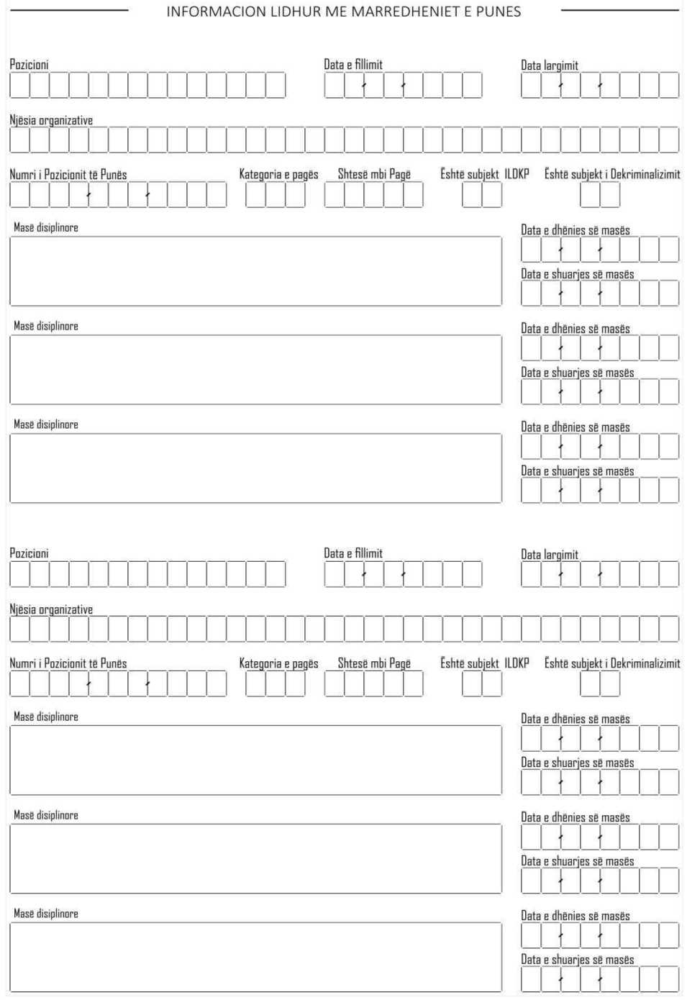 INFORMACION LIDHUR ME MARREDHENIET E PUNES
Pozicioni Data e fillimit Data largimit
Njësia organizative
Numri i Pozicionit të Punës Kategoria e pagës Shtesë mbi Pagë Është subjekt ILDKP Është subjekt i Dekriminalizimit
Masë disiplinore Data e dhënies së masës
Data e shuarjes së masës
Masë disiplinore Data e dhënies së masës
Data e shuarjes së masës
Masë disiplinore Data e dhënies së masës
Data e shuarjes së masës
Pozicioni Data e fillimit Data largimit
Njësia organizative
Numri i Pozicionit të Punës Kategoria e pagës Shtesë mbi Pagë Është subjekt ILDKP Është subjekt i Dekriminalizimit
Masë disiplinore Data e dhënies së masës
Data e shuarjes së masës
Masë disiplinore Data e dhënies së masës
Data e shuarjes së masës
Masë disiplinore Data e dhënies së masës
Data e shuarjes së masës